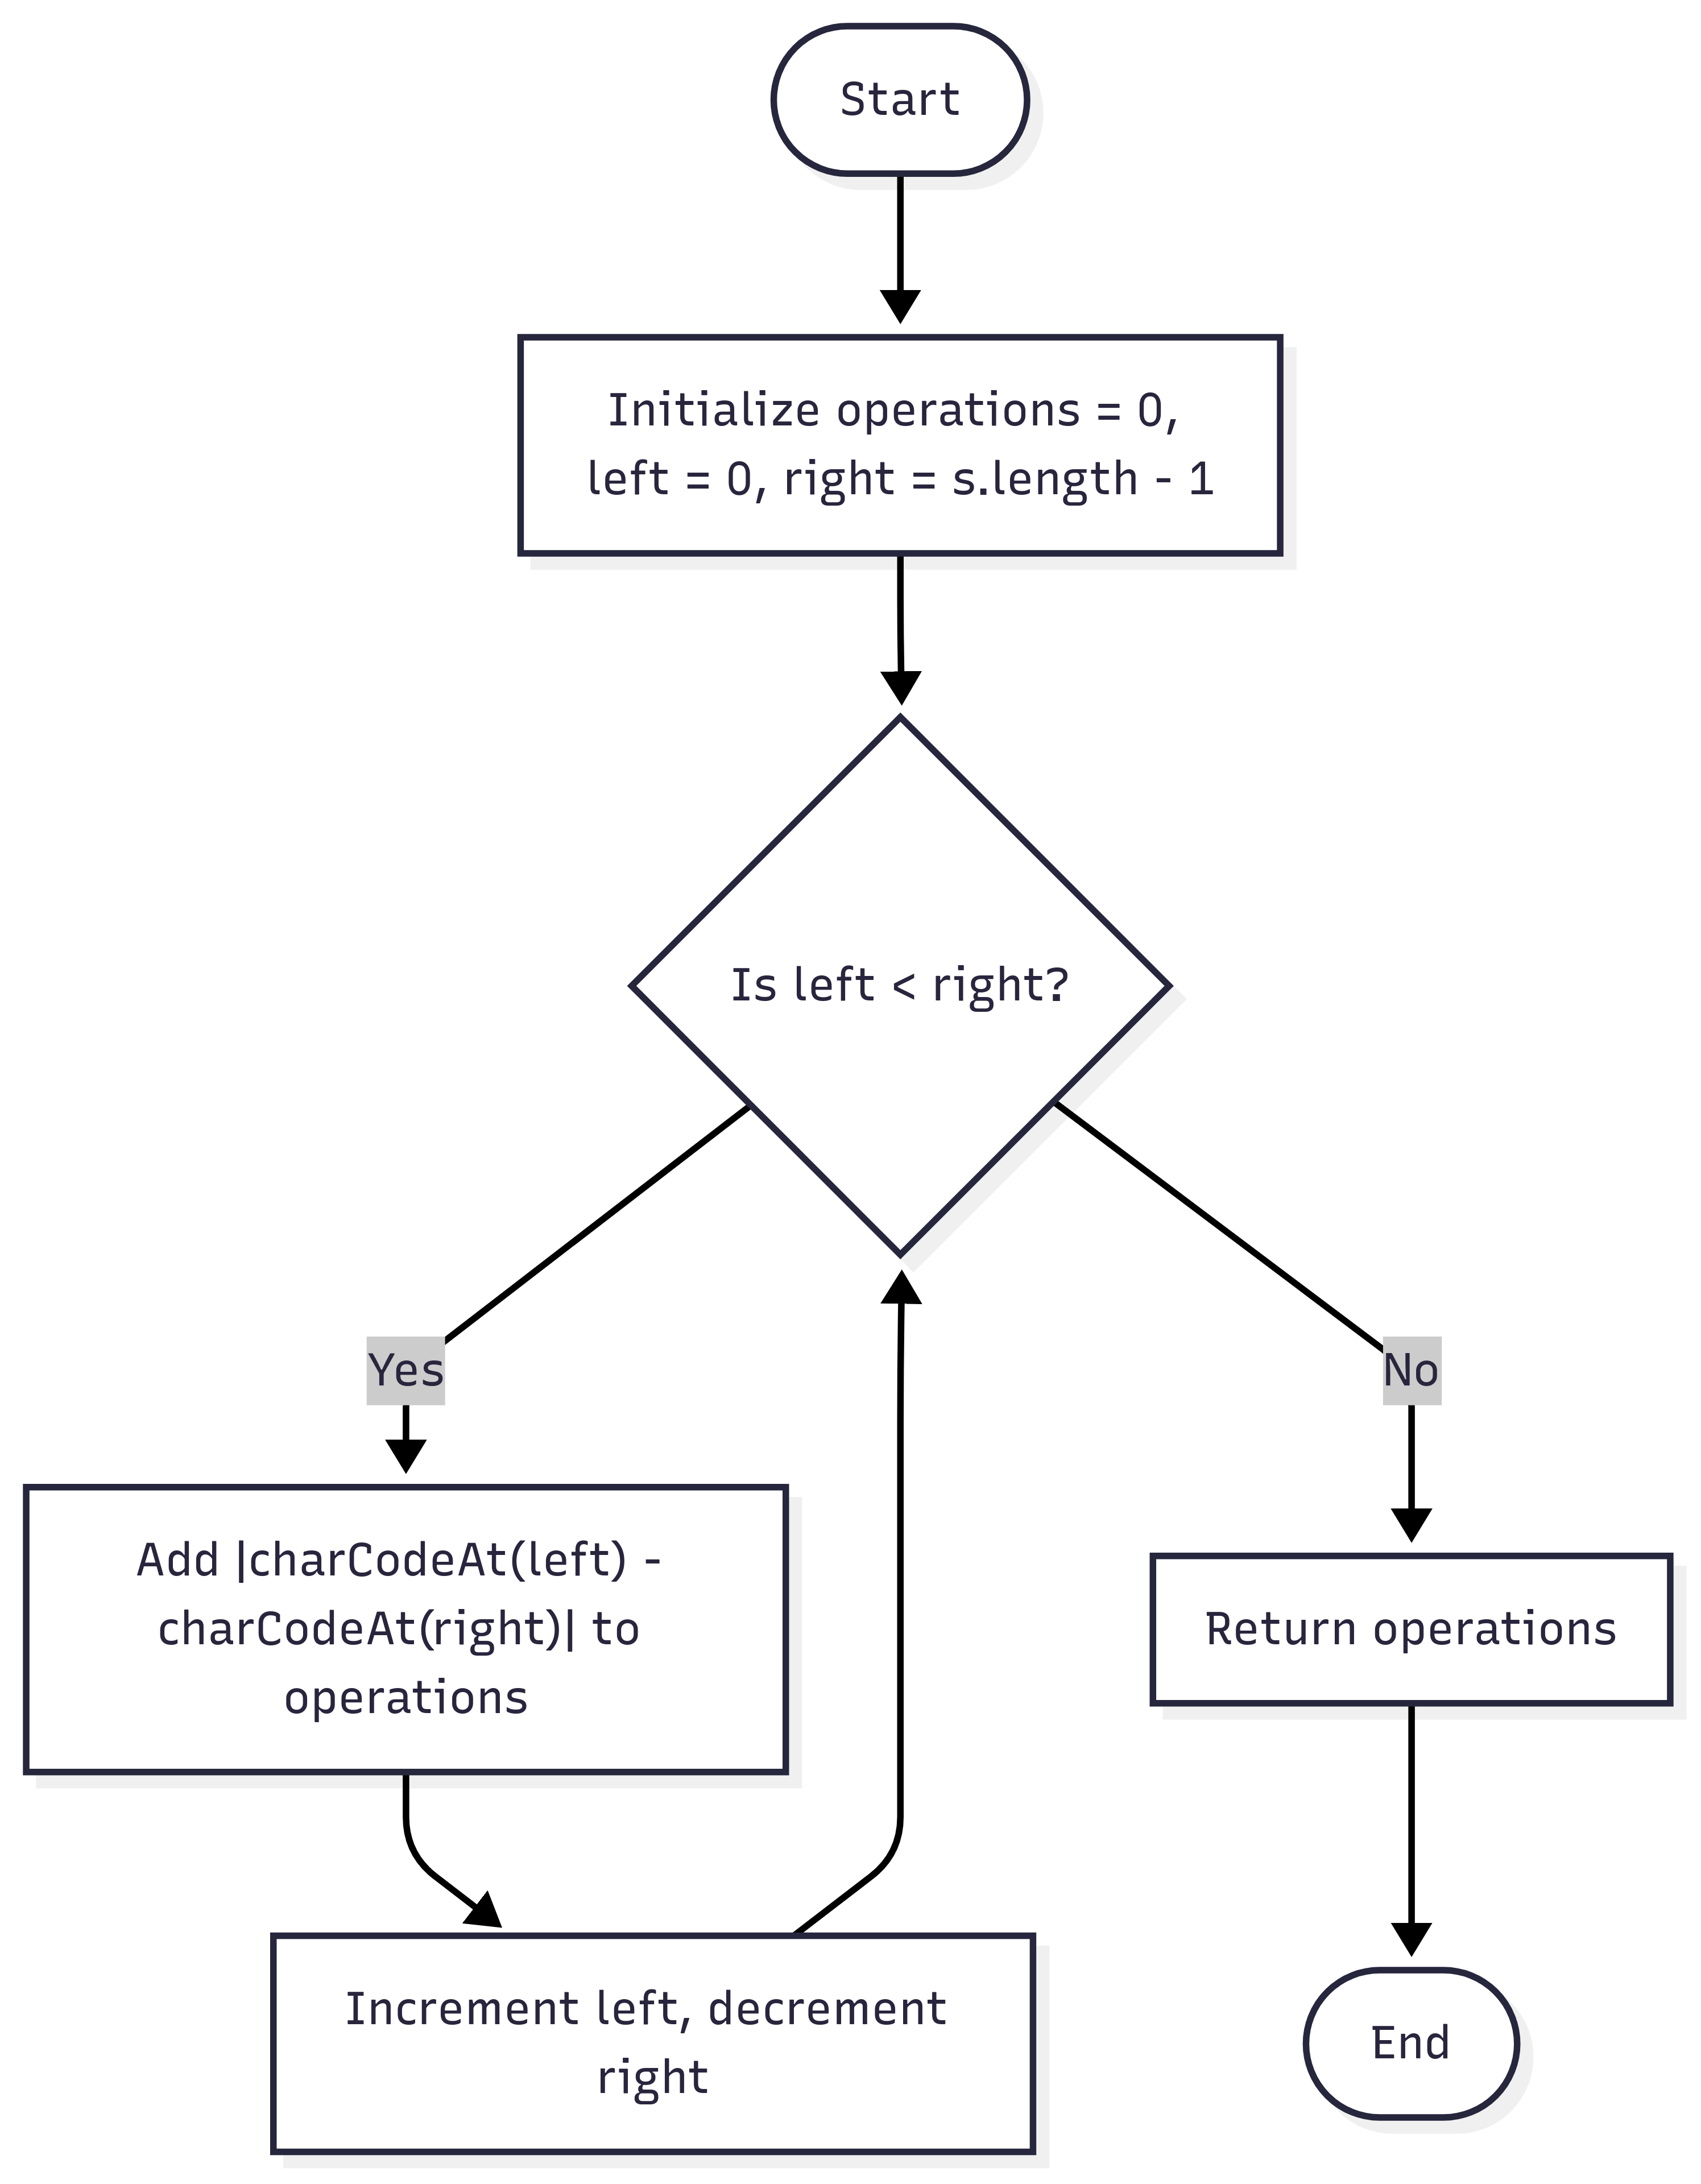 Start
Initialize operations = 0,
left = 0, right = s.length - 1
Is left < right?
Yes
No
Add |charCodeAt(left) -
charCodeAt(right)| to
operations
Return operations
Increment left, decrement
right
End